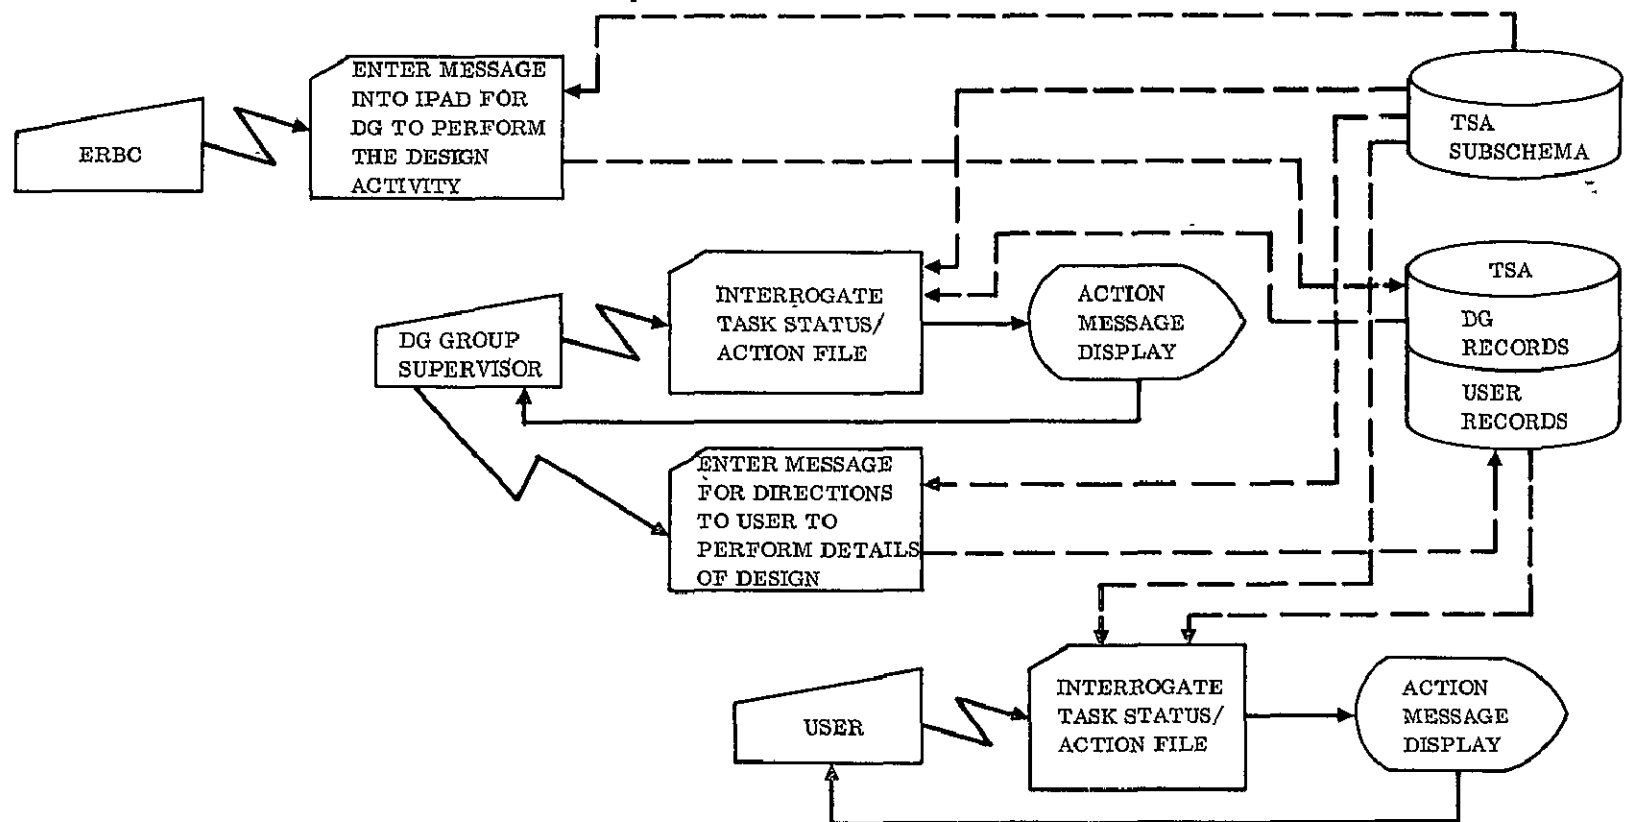 ENTER MESSAGE
INTO IPAD FOR
DG TO PERFORM
THE DESIGN
ACTIVITY
ERBC
TSA
SUBSCHEMA
INTERROGATE
TASK STATUS/
ACTION FILE
ACTION
MESSAGE
DISPLAY
TSA
DG
RECORDS
USER
RECORDS
DG GROUP
SUPERVISOR
ENTER MESSAGE
FOR DIRECTIONS
TO USER TO
PERFORM DETAILS
OF DESIGN
USER
INTERROGATE
TASK STATUS/
ACTION FILE
ACTION
MESSAGE
DISPLAY